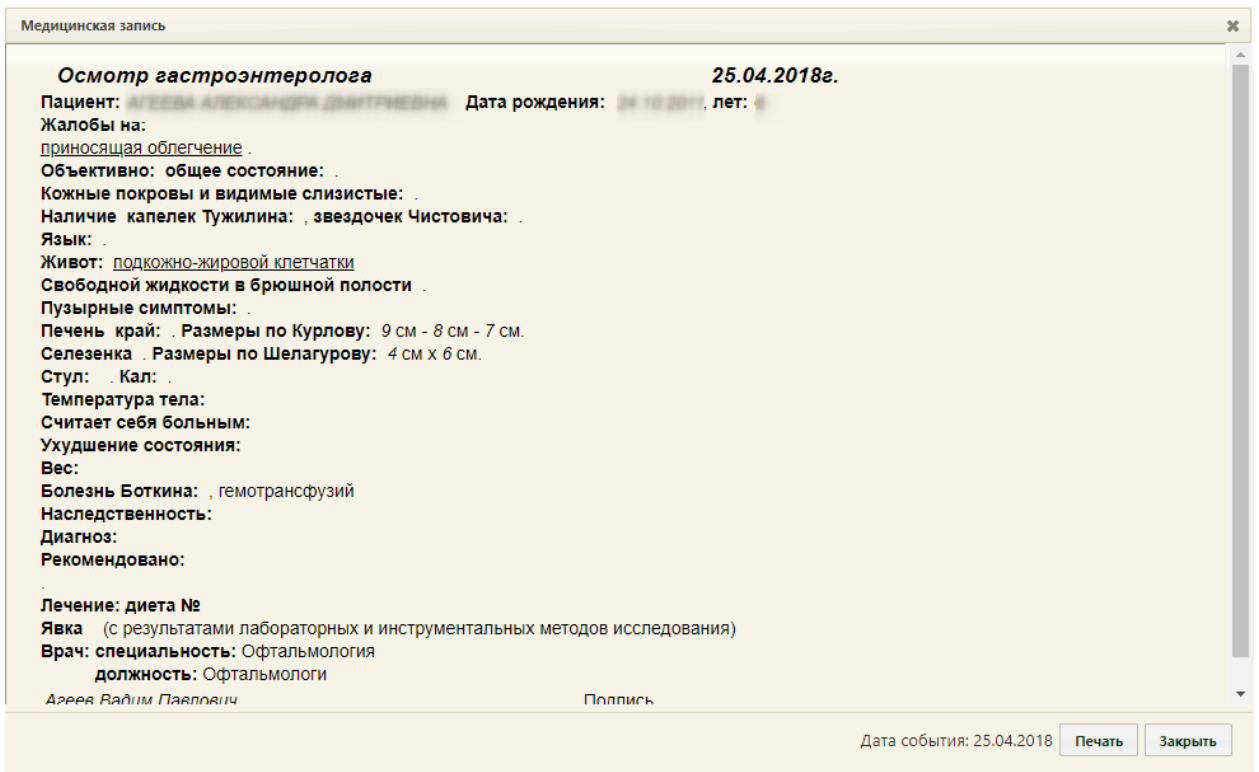 Медицинская запись
Осмотр гастроэнтеролога 25.04.2018г.
Пациент: Дата рождения: , лет:
Жалобы на:
приносящая облегчение .
Объективно: общее состояние: .
Кожные покровы и видимые слизистые: .
Наличие капелек Тужилина: , звездочек Чистовича: .
Язык: .
Живот: подкожно-жировой клетчатки
Свободной жидкости в брюшной полости .
Пузырные симптомы: .
Печень край: . Размеры по Курлову: 9 см - 8 см - 7 см.
Селезенка . Размеры по Шелагурову: 4 см х 6 см.
Стул: . Кал: .
Температура тела:
Считает себя больным:
Ухудшение состояния:
Вес:
Болезнь Боткина: , гемотрансфузий
Наследственность:
Диагноз:
Рекомендовано:
.
Лечение: диета №
Явка (с результатами лабораторных и инструментальных методов исследования)
Врач: специальность: Офтальмология
должность: Офтальмологи
Агеев Вадим Павлович Подпись
Дата события: 25.04.2018 Печать Закрыть